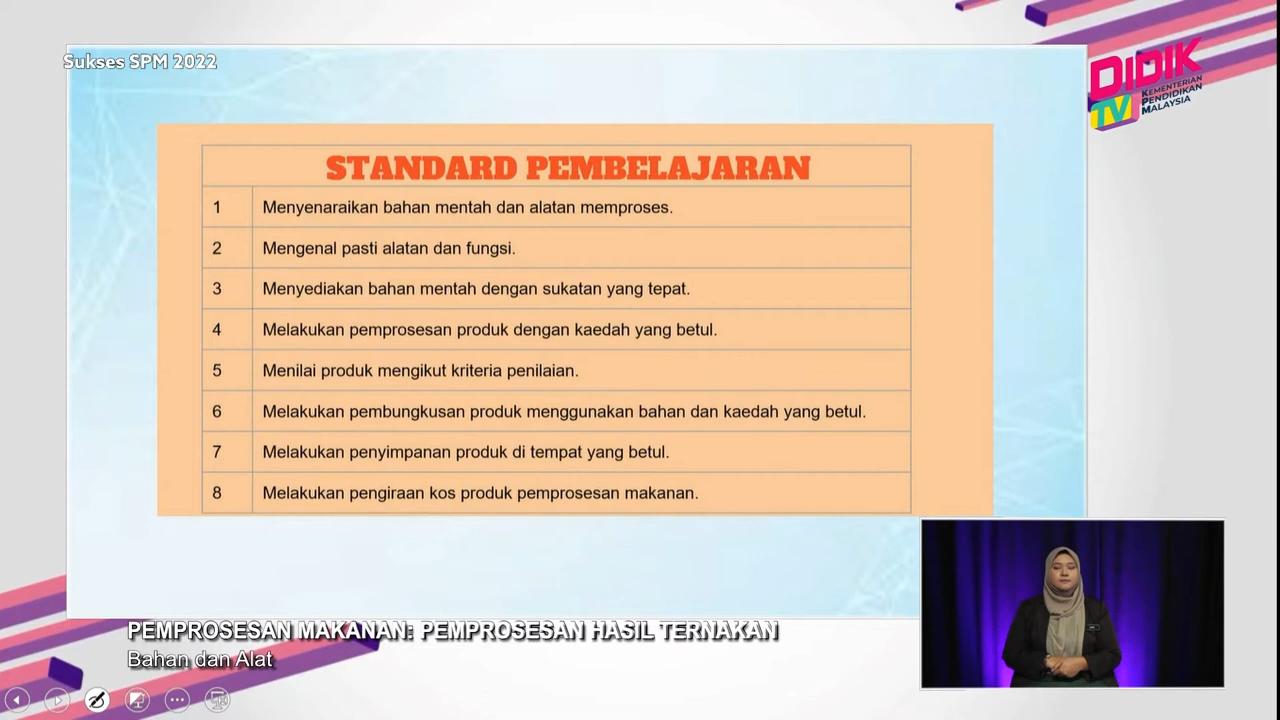 Sukses SPM 2022
DIDIK
TV
KEMENTERIAN
PENDIDIKAN
MALAYSIA
STANDARD PEMBELAJARAN
1 Menyenaraikan bahan mentah dan alatan memproses.
2 Mengenal pasti alatan dan fungsi.
3 Menyediakan bahan mentah dengan sukatan yang tepat.
4 Melakukan pemprosesan produk dengan kaedah yang betul.
5 Menilai produk mengikut kriteria penilaian.
6 Melakukan pembungkusan produk menggunakan bahan dan kaedah yang betul.
7 Melakukan penyimpanan produk di tempat yang betul.
8 Melakukan pengiraan kos produk pemprosesan makanan.
PEMPROSESAN MAKANAN: PEMPROSESAN HASIL TERNAKAN
Bahan dan Alat